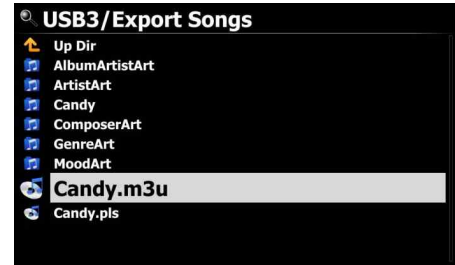 USB3/Export Songs
Up Dir
AlbumArtistArt
ArtistArt
Candy
ComposerArt
GenreArt
MoodArt
Candy.m3u
Candy.pls